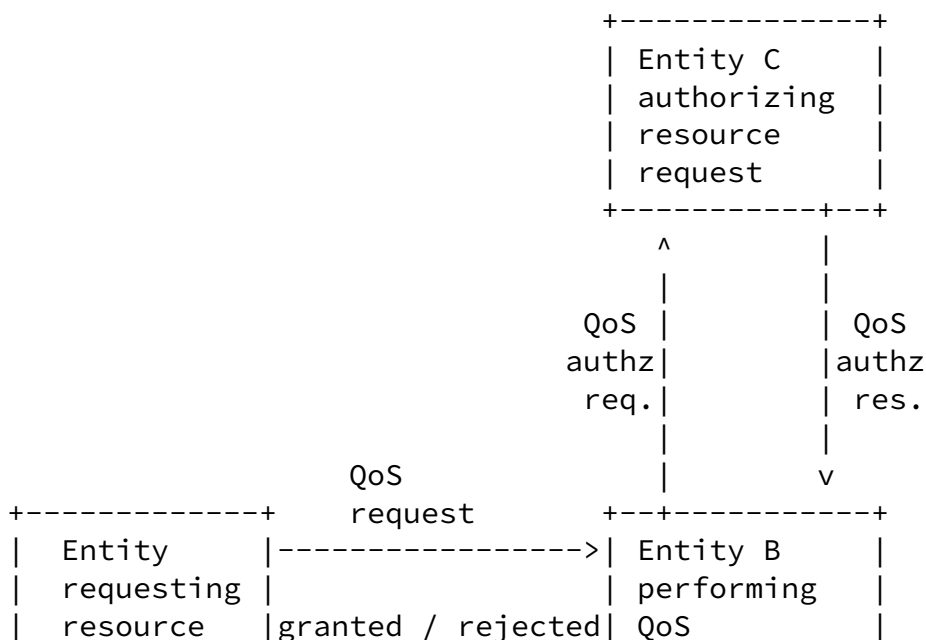 +--------------+
                                 | Entity C     |
                                 | authorizing  |
                                 | resource     |
                                 | request      |
                                 +-----------+--+
                                    ^        |
                                    |        |
                                QoS |        | QoS
                               authz|        |authz
                                req.|        | res.
                                    |        |
                   QoS              |        v
+-------------+    request       +--+-----------+
|  Entity     |----------------->| Entity B     |
|  requesting |                  | performing   |
|  resource   |granted / rejected| QoS          |